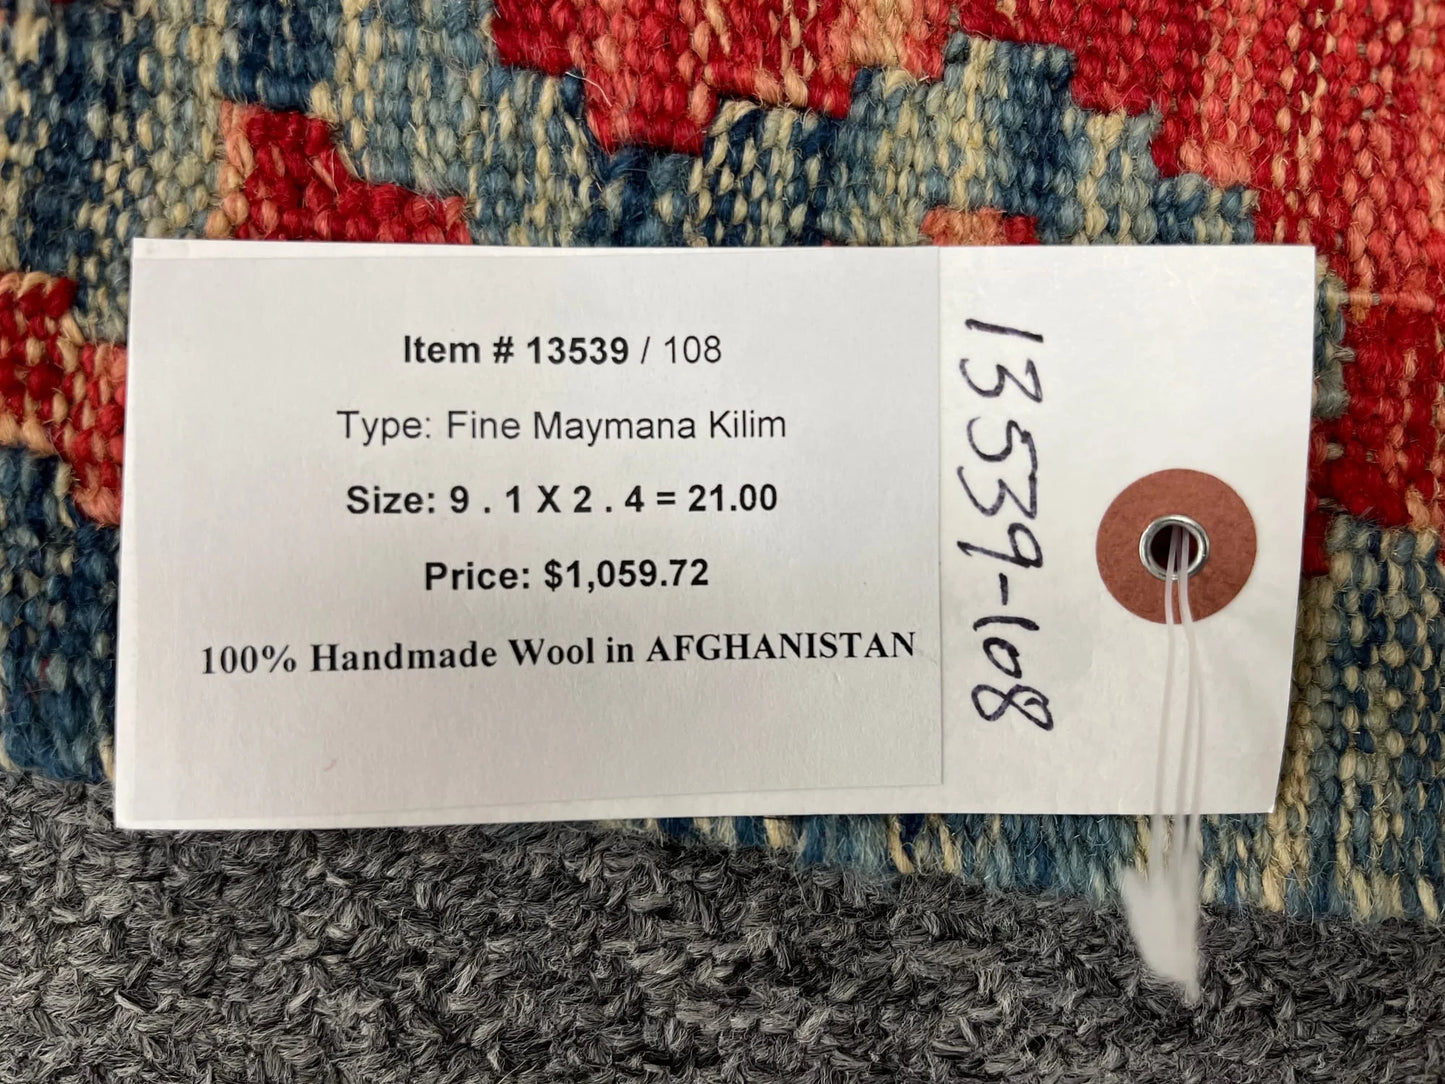 Item # 13539 / 108
Type: Fine Maymana Kilim
Size: 9 . 1 X 2 . 4 = 21.00
Price: $1,059.72
100% Handmade Wool in AFGHANISTAN
13539-108